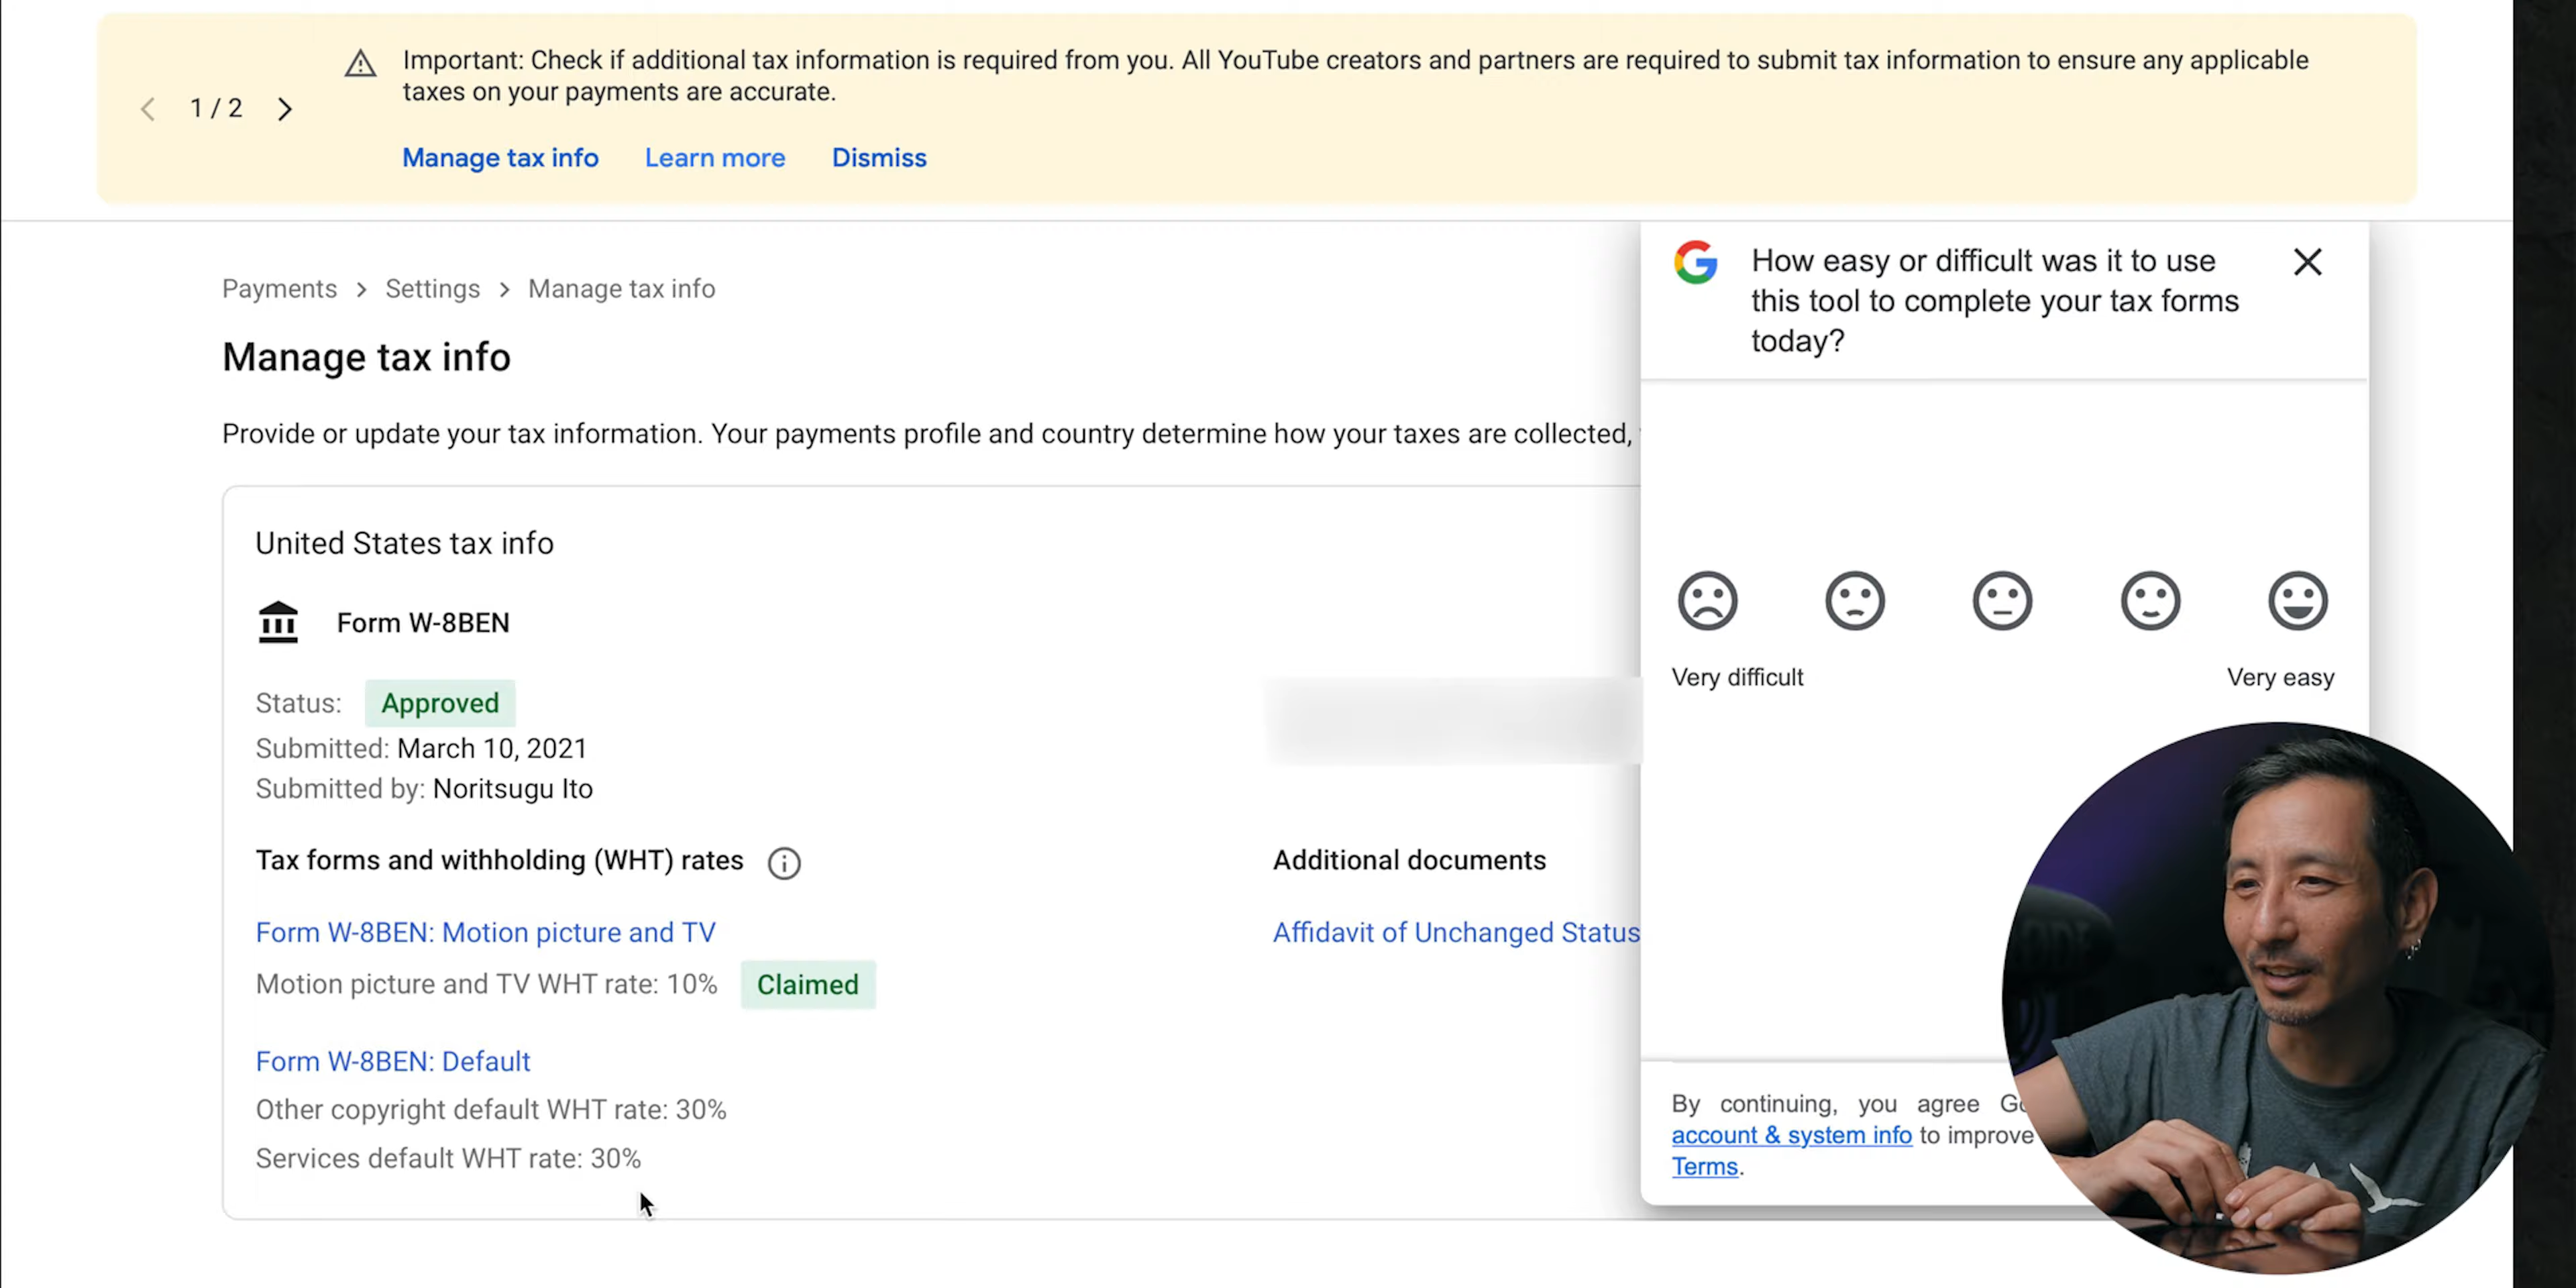 Important: Check if additional tax information is required from you. All YouTube creators and partners are required to submit tax information to ensure any applicable
taxes on your payments are accurate.
1 / 2
Manage tax info Learn more Dismiss
Payments > Settings > Manage tax info
Manage tax info
Provide or update your tax information. Your payments profile and country determine how your taxes are collected,
United States tax info
Form W-8BEN
Status: Approved
Submitted: March 10, 2021
Submitted by: Noritsugu Ito
Tax forms and withholding (WHT) rates
Form W-8BEN: Motion picture and TV
Motion picture and TV WHT rate: 10% Claimed
Form W-8BEN: Default
Other copyright default WHT rate: 30%
Services default WHT rate: 30%
Additional documents
Affidavit of Unchanged Status
How easy or difficult was it to use
this tool to complete your tax forms
today?
Very difficult Very easy
By continuing, you agree
account & system info to improve
Terms.